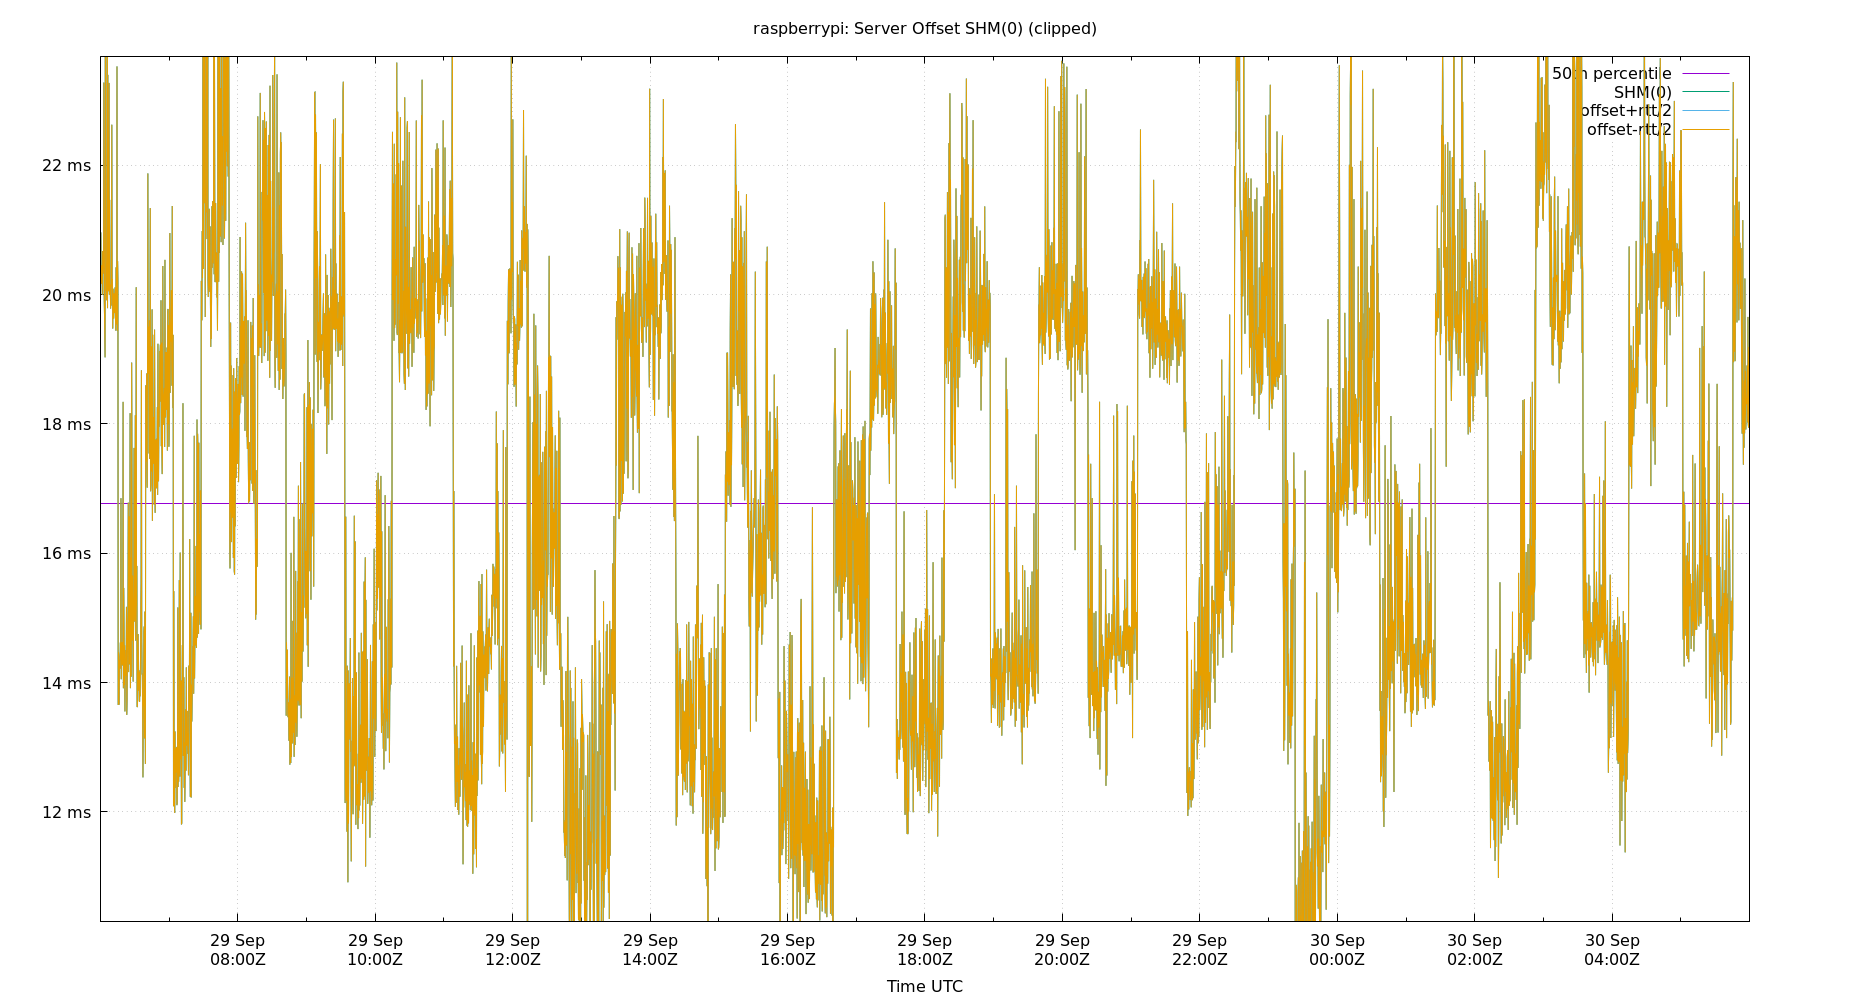 raspberrypi: Server Offset SHM(0) (clipped)
50th percentile
SHM(0)
offset+rtt/2
offset-rtt/2
22 ms
20 ms
18 ms
16 ms
14 ms
12 ms
29 Sep 29 Sep 29 Sep 29 Sep 29 Sep 29 Sep 29 Sep 29 Sep 30 Sep 30 Sep 30 Sep
08:00Z 10:00Z 12:00Z 14:00Z 16:00Z 18:00Z 20:00Z 22:00Z 00:00Z 02:00Z 04:00Z
Time UTC